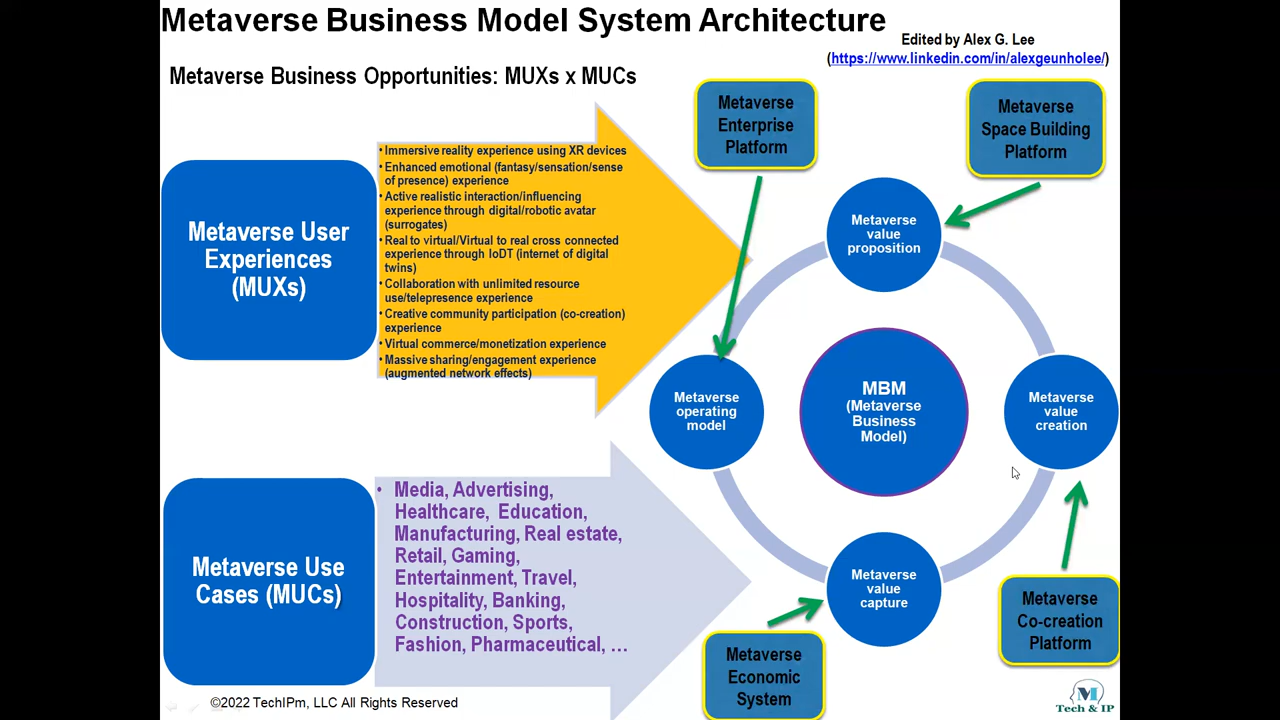 Metaverse Business Model System Architecture
Edited by Alex G. Lee
(https://www.linkedin.com/in/alexgeunholee/)
Metaverse Business Opportunities: MUXs x MUCs
Metaverse User
Experiences
(MUXs)
• Immersive reality experience using XR devices
• Enhanced emotional (fantasy/sensation/sense
of presence) experience
• Active realistic interaction/influencing
experience through digital/robotic avatar
(surrogates)
• Real to virtual/Virtual to real cross connected
experience through IoDT (internet of digital
twins)
• Collaboration with unlimited resource
use/telepresence experience
• Creative community participation (co-creation)
experience
• Virtual commerce/monetization experience
• Massive sharing/engagement experience
(augmented network effects)
Metaverse Use
Cases (MUCs)
• Media, Advertising,
Healthcare, Education,
Manufacturing, Real estate,
Retail, Gaming,
Entertainment, Travel,
Hospitality, Banking,
Construction, Sports,
Fashion, Pharmaceutical, …
Metaverse
Enterprise
Platform
Metaverse
Space Building
Platform
Metaverse
value
proposition
Metaverse
operating
model
MBM
(Metaverse
Business
Model)
Metaverse
value
creation
Metaverse
value
capture
Metaverse
Economic
System
Metaverse
Co-creation
Platform
©2022 TechIPm, LLC All Rights Reserved
M
Tech & IP